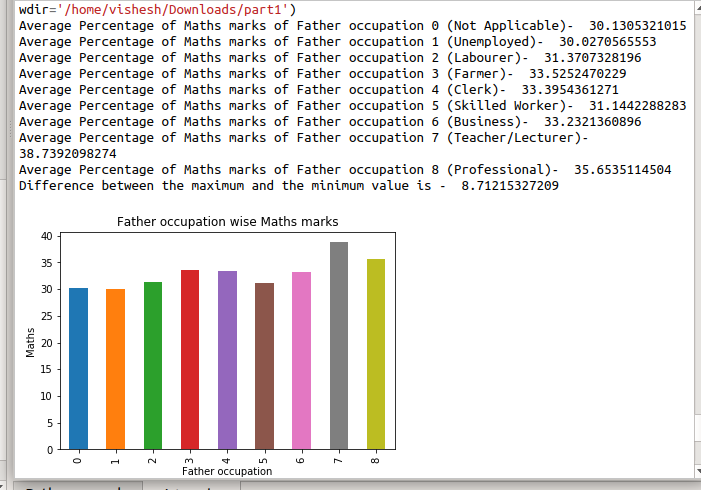 wdir='/home/vishesh/Downloads/part1')
Average Percentage of Maths marks of Father occupation 0 (Not Applicable)-  30.1305321015
Average Percentage of Maths marks of Father occupation 1 (Unemployed)-  30.0270565553
Average Percentage of Maths marks of Father occupation 2 (Labourer)-  31.3707328196
Average Percentage of Maths marks of Father occupation 3 (Farmer)-  33.5252470229
Average Percentage of Maths marks of Father occupation 4 (Clerk)-  33.3954361271
Average Percentage of Maths marks of Father occupation 5 (Skilled Worker)-  31.1442288283
Average Percentage of Maths marks of Father occupation 6 (Business)-  33.2321360896
Average Percentage of Maths marks of Father occupation 7 (Teacher/Lecturer)-
38.7392098274
Average Percentage of Maths marks of Father occupation 8 (Professional)-  35.6535114504
Difference between the maximum and the minimum value is -  8.71215327209
Father occupation wise Maths marks
40
35
30
25
20
15
10
5
0
Maths
0 1 2 3 4 5 6 7 8
Father occupation